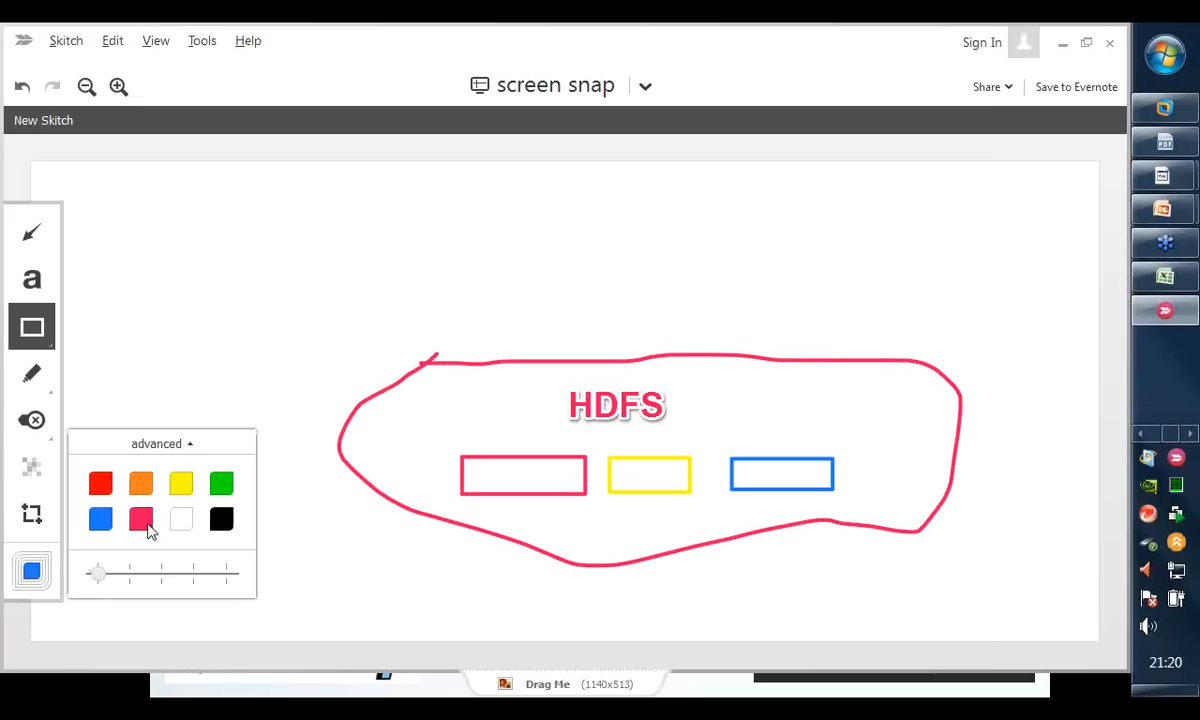 Skitch Edit View Tools Help Sign In
screen snap Share Save to Evernote
New Skitch
a
HDFS
advanced
Drag Me (1140x513)
PDF
21:20